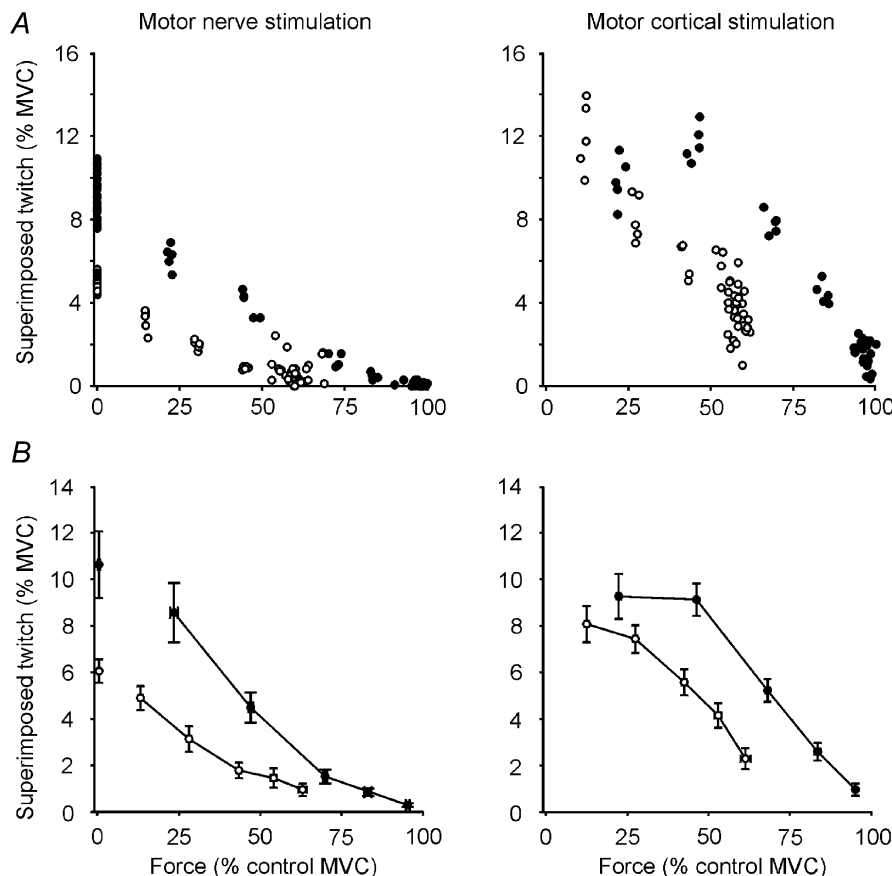 A
Motor nerve stimulation
Motor cortical stimulation
Superimposed twitch (% MVC)
16
12
8
4
0
0 25 50 75 100
16
12
8
4
0
0 25 50 75 100
B
Superimposed twitch (% MVC)
14
12
10
8
6
4
2
0
0 25 50 75 100
Force (% control MVC)
14
12
10
8
6
4
2
0
0 25 50 75 100
Force (% control MVC)